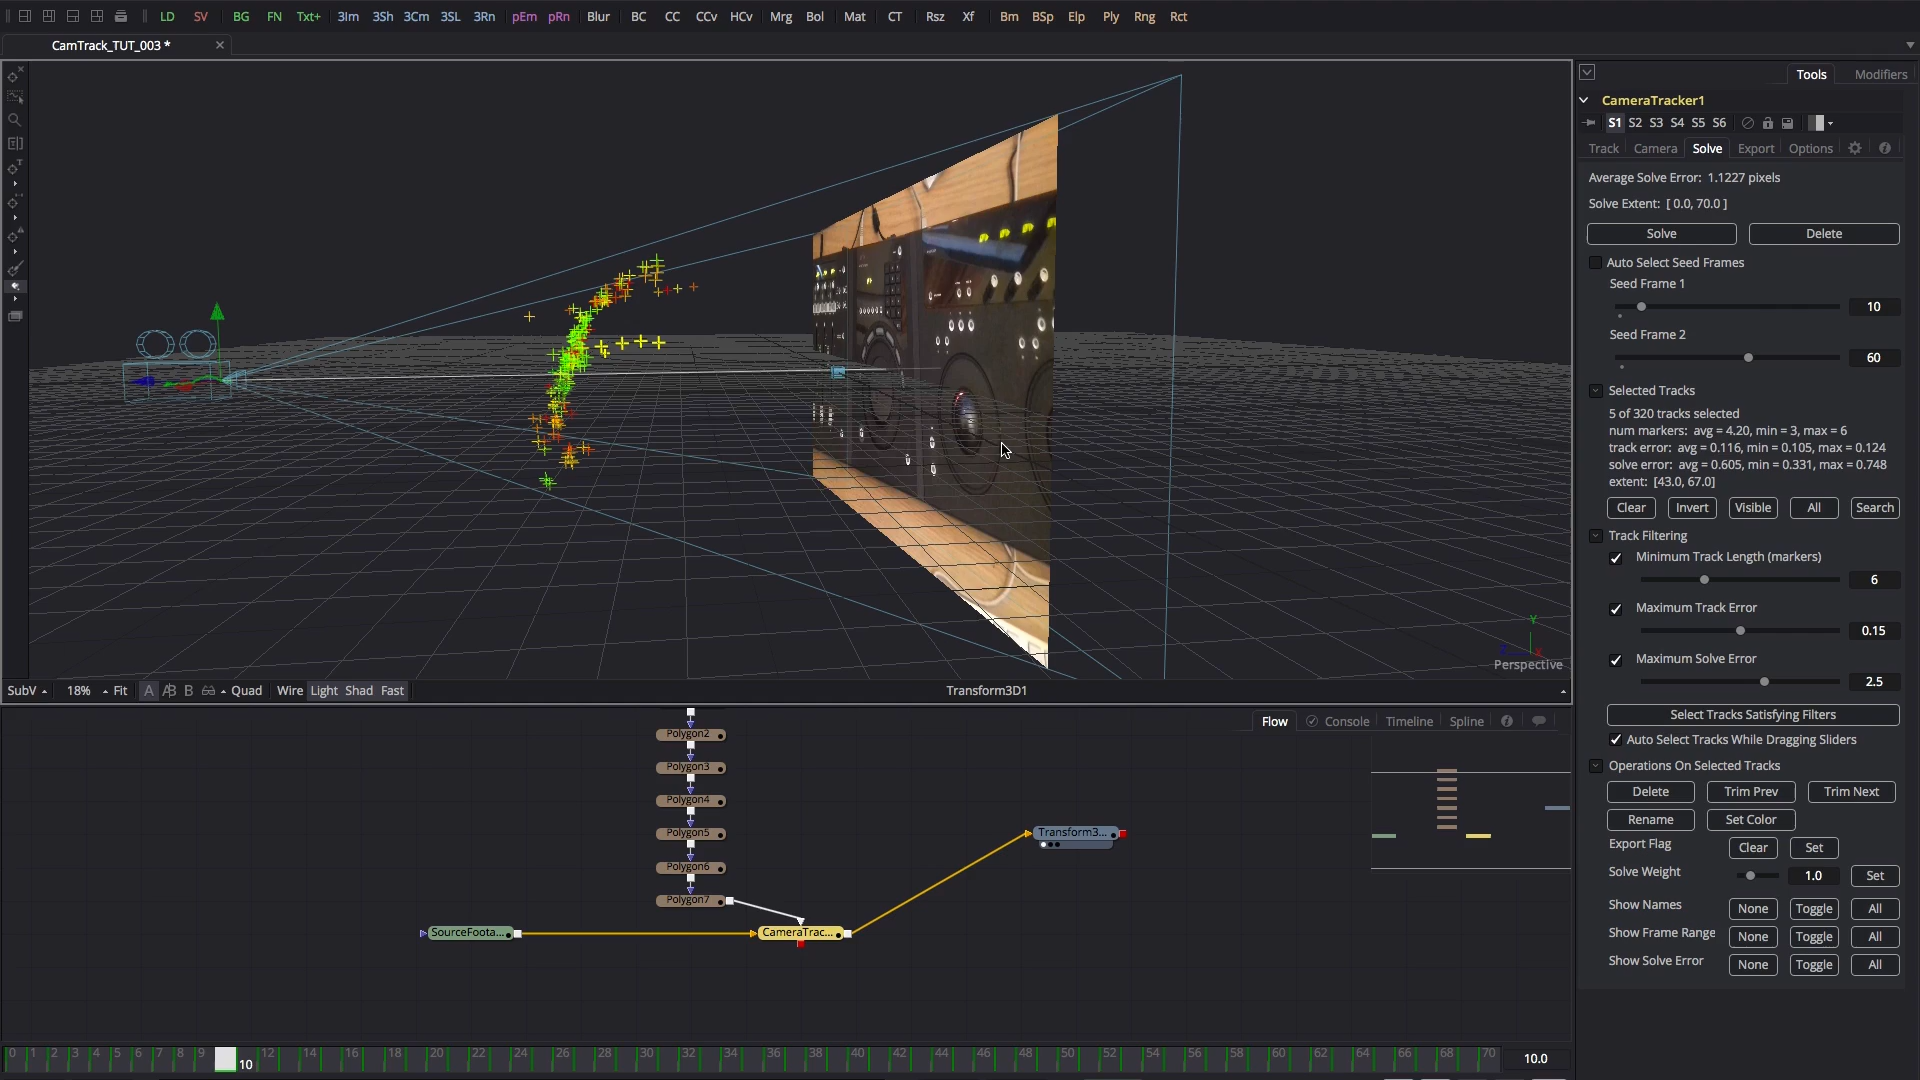 LD SV BG FN Txt+ 3Im 3Sh 3Cm 3SL 3Rn pEm pRn Blur BC CC CCv HCv Mrg Bol Mat CT Rsz Xf Bm BSp Elp Ply Rng Rct
CamTrack_TUT_003 *
Tools Modifiers
CameraTracker1
S1 S2 S3 S4 S5 S6
Track Camera Solve Export Options
Average Solve Error: 1.1227 pixels
Solve Extent: [ 0.0, 70.0 ]
Solve Delete
Auto Select Seed Frames
Seed Frame 1
10
Seed Frame 2
60
Selected Tracks
5 of 320 tracks selected
num markers: avg = 4.20, min = 3, max = 6
track error: avg = 0.116, min = 0.105, max = 0.124
solve error: avg = 0.605, min = 0.331, max = 0.748
extent: [43.0, 67.0]
Clear Invert Visible All Search
Track Filtering
Minimum Track Length (markers)
6
Maximum Track Error
0.15
Maximum Solve Error
2.5
Select Tracks Satisfying Filters
Auto Select Tracks While Dragging Sliders
Operations On Selected Tracks
Delete Trim Prev Trim Next
Rename Set Color
Export Flag Clear Set
Solve Weight 1.0 Set
Show Names None Toggle All
Show Frame Range None Toggle All
Show Solve Error None Toggle All
Y
Z X
Perspective
SubV 18% Fit A B Quad Wire Light Shad Fast Transform3D1
Flow Console Timeline Spline
Polygon2
Polygon3
Polygon4
Polygon5
Polygon6
Polygon7
Transform3...
SourceFoota...
CameraTrac...
0 1 2 3 4 5 6 7 8 9 10 12 14 16 18 20 22 24 26 28 30 32 34 36 38 40 42 44 46 48 50 52 54 56 58 60 62 64 66 68 70 10.0